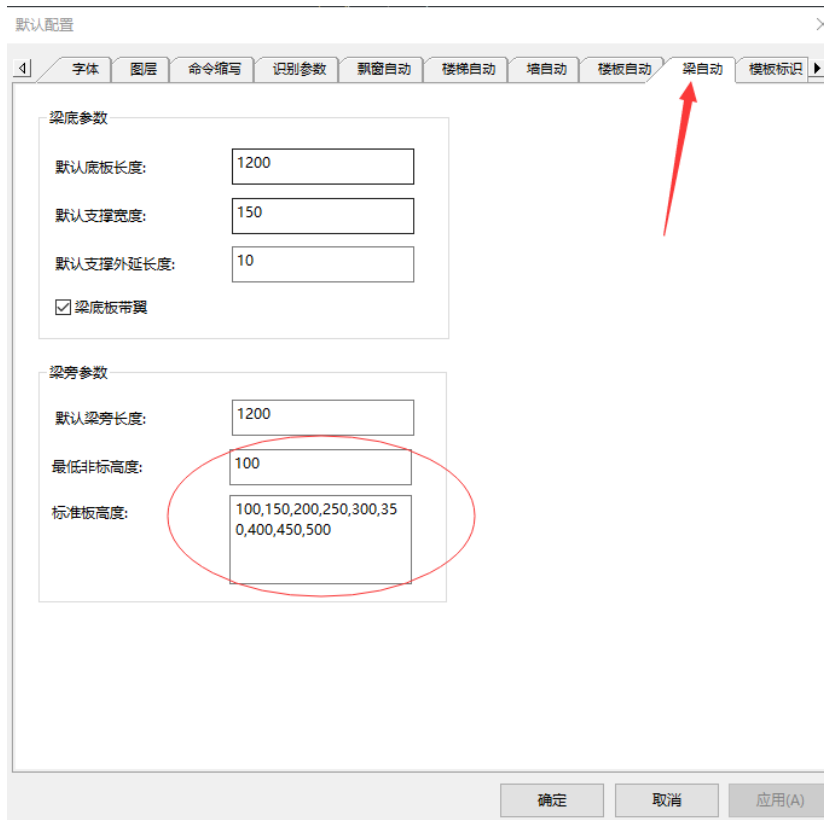 默认配置
字体 图层 命令缩写 识别参数 飘窗自动 楼梯自动 墙自动 楼板自动 梁自动 模板标识
梁底参数
默认底板长度: 1200
默认支撑宽度: 150
默认支撑外延长度: 10
梁底板带翼
梁旁参数
默认梁旁长度: 1200
最低非标高度: 100
标准板高度: 100,150,200,250,300,35
0,400,450,500
确定 取消 应用(A)